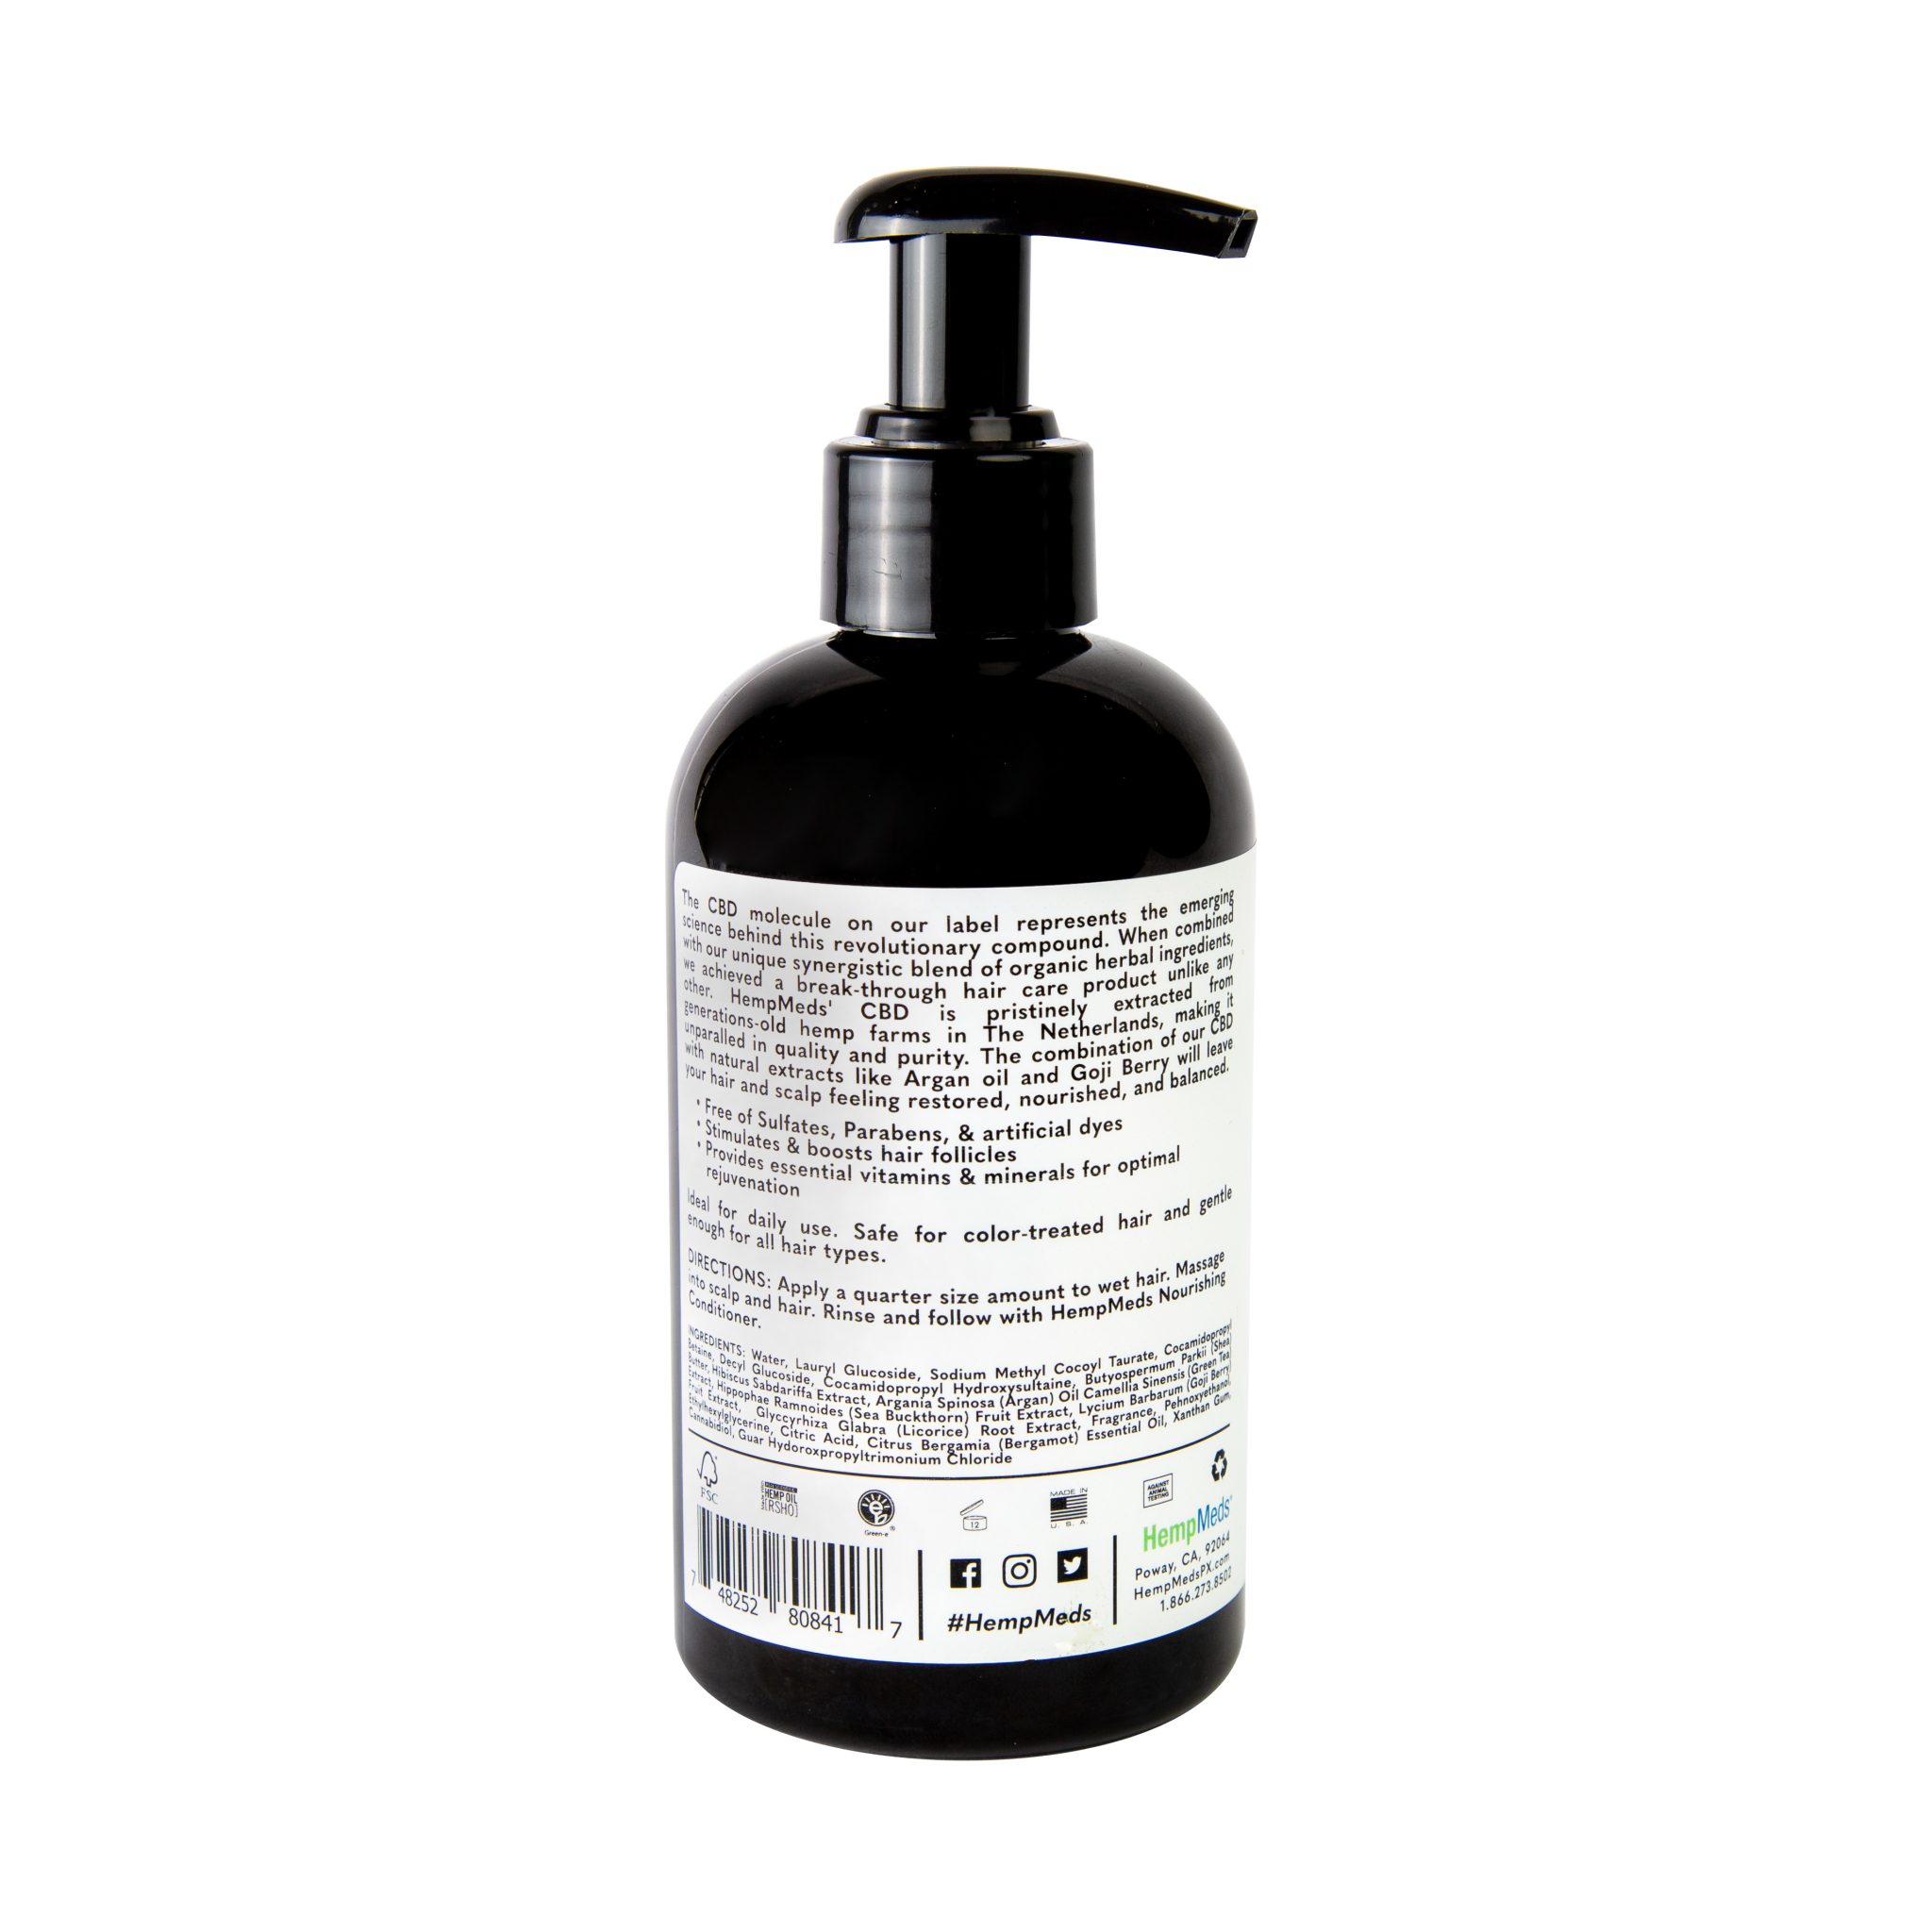 The CBD molecule on our label represents the emerging
science behind this revolutionary compound. When combined
with our unique synergistic blend of organic herbal ingredients,
we achieved a break-through hair care product unlike any
other. HempMeds' CBD is pristinely extracted from
generations-old hemp farms in The Netherlands, making it
unparalled in quality and purity. The combination of our CBD
with natural extracts like Argan oil and Goji Berry will leave
your hair and scalp feeling restored, nourished, and balanced.
• Free of Sulfates, Parabens, & artificial dyes
• Stimulates & boosts hair follicles
• Provides essential vitamins & minerals for optimal
rejuvenation
Ideal for daily use. Safe for color-treated hair and gentle
enough for all hair types.
DIRECTIONS: Apply a quarter size amount to wet hair. Massage
into scalp and hair. Rinse and follow with HempMeds Nourishing
Conditioner.
INGREDIENTS: Water, Lauryl Glucoside, Sodium Methyl Cocoyl Taurate, Cocamidopropyl
Betaine, Decyl Glucoside, Cocamidopropyl Hydroxysultaine, Butyospermum Parkii (Shea)
Butter, Hibiscus Sabdariffa Extract, Argania Spinosa (Argan) Oil Camellia Sinensis (Green Tea)
Extract, Hippophae Ramnoides (Sea Buckthorn) Fruit Extract, Lycium Barbarum (Goji Berry)
Fruit Extract, Glyccyrhiza Glabra (Licorice) Root Extract, Fragrance, Pehnoxyethanol,
Ethylhexylglycerine, Citric Acid, Citrus Bergamia (Bergamot) Essential Oil, Xanthan Gum,
Cannabidiol, Guar Hydoroxpropyltrimonium Chloride
FSC
HEMP OIL
[RSHO]
Green-e
12
MADE IN
U. S. A.
AGAINST
ANIMAL
TESTING
7 48252 80841 7
#HempMeds
HempMeds
Poway, CA, 92064
HempMedsPX.com
1.866.273.8502